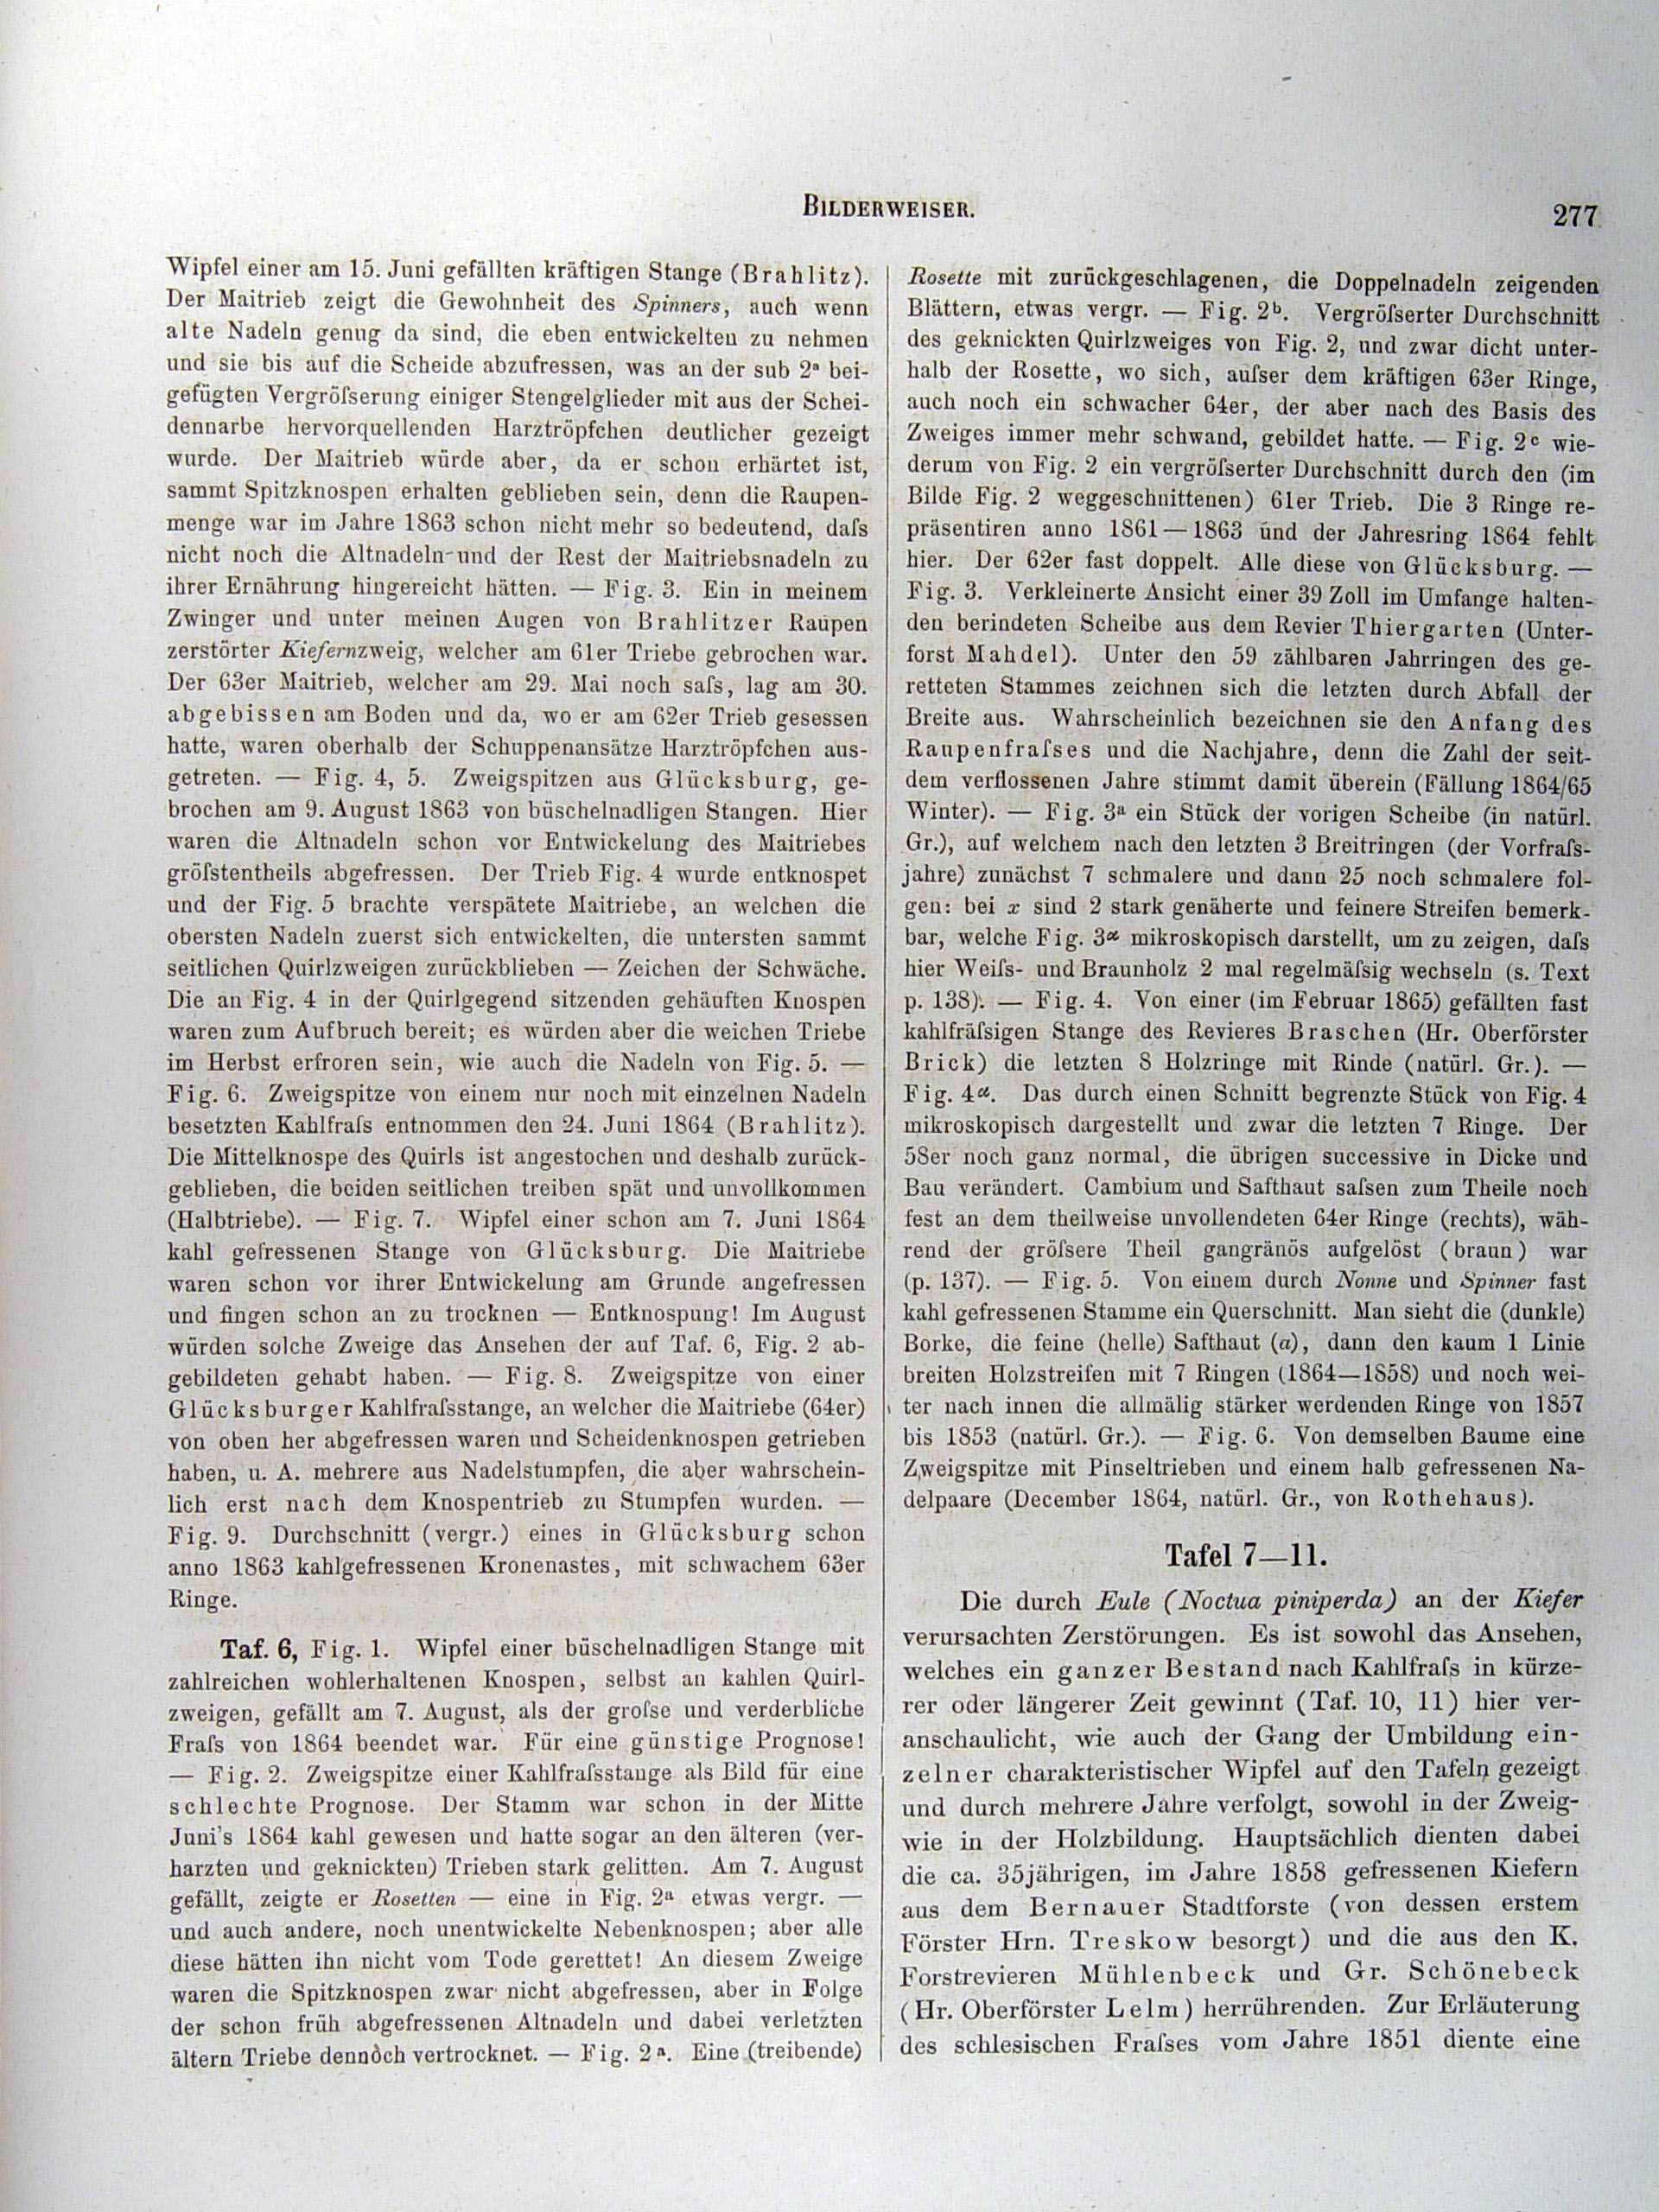 BILDERWEISER.
277
Wipfel einer am 15. Juni gefällten kräftigen Stange (Brahlitz).
Der Maitrieb zeigt die Gewohnheit des Spinners, auch wenn
alte Nadeln genug da sind, die eben entwickelten zu nehmen
und sie bis auf die Scheide abzufressen, was an der sub 2ᵃ bei-
gefügten Vergröſserung einiger Stengelglieder mit aus der Schei-
dennarbe hervorquellenden Harztröpfchen deutlicher gezeigt
wurde. Der Maitrieb würde aber, da er schon erhärtet ist,
sammt Spitzknospen erhalten geblieben sein, denn die Raupen-
menge war im Jahre 1863 schon nicht mehr so bedeutend, daſs
nicht noch die Altnadeln und der Rest der Maitriebsnadeln zu
ihrer Ernährung hingereicht hätten. — Fig. 3. Ein in meinem
Zwinger und unter meinen Augen von Brahlitzer Raupen
zerstörter Kiefernzweig, welcher am 61er Triebe gebrochen war.
Der 63er Maitrieb, welcher am 29. Mai noch saſs, lag am 30.
abgebissen am Boden und da, wo er am 62er Trieb gesessen
hatte, waren oberhalb der Schuppenansätze Harztröpfchen aus-
getreten. — Fig. 4, 5. Zweigspitzen aus Glücksburg, ge-
brochen am 9. August 1863 von büschelnadligen Stangen. Hier
waren die Altnadeln schon vor Entwickelung des Maitriebes
gröſstentheils abgefressen. Der Trieb Fig. 4 wurde entknospet
und der Fig. 5 brachte verspätete Maitriebe, an welchen die
obersten Nadeln zuerst sich entwickelten, die untersten sammt
seitlichen Quirlzweigen zurückblieben — Zeichen der Schwäche.
Die an Fig. 4 in der Quirlgegend sitzenden gehäuften Knospen
waren zum Aufbruch bereit; es würden aber die weichen Triebe
im Herbst erfroren sein, wie auch die Nadeln von Fig. 5. —
Fig. 6. Zweigspitze von einem nur noch mit einzelnen Nadeln
besetzten Kahlfraſs entnommen den 24. Juni 1864 (Brahlitz).
Die Mittelknospe des Quirls ist angestochen und deshalb zurück-
geblieben, die beiden seitlichen treiben spät und unvollkommen
(Halbtriebe). — Fig. 7. Wipfel einer schon am 7. Juni 1864
kahl gefressenen Stange von Glücksburg. Die Maitriebe
waren schon vor ihrer Entwickelung am Grunde angefressen
und fingen schon an zu trocknen — Entknospung! Im August
würden solche Zweige das Ansehen der auf Taf. 6, Fig. 2 ab-
gebildeten gehabt haben. — Fig. 8. Zweigspitze von einer
Glücksburger Kahlfraſsstange, an welcher die Maitriebe (64er)
von oben her abgefressen waren und Scheidenknospen getrieben
haben, u. A. mehrere aus Nadelstumpfen, die aber wahrschein-
lich erst nach dem Knospentrieb zu Stumpfen wurden. —
Fig. 9. Durchschnitt (vergr.) eines in Glücksburg schon
anno 1863 kahlgefressenen Kronenastes, mit schwachem 63er
Ringe.
Taf. 6, Fig. 1. Wipfel einer büschelnadligen Stange mit
zahlreichen wohlerhaltenen Knospen, selbst an kahlen Quirl-
zweigen, gefällt am 7. August, als der groſse und verderbliche
Fraſs von 1864 beendet war. Für eine günstige Prognose!
— Fig. 2. Zweigspitze einer Kahlfraſsstange als Bild für eine
schlechte Prognose. Der Stamm war schon in der Mitte
Juni's 1864 kahl gewesen und hatte sogar an den älteren (ver-
harzten und geknickten) Trieben stark gelitten. Am 7. August
gefällt, zeigte er Rosetten — eine in Fig. 2ᵃ etwas vergr. —
und auch andere, noch unentwickelte Nebenknospen; aber alle
diese hätten ihn nicht vom Tode gerettet! An diesem Zweige
waren die Spitzknospen zwar nicht abgefressen, aber in Folge
der schon früh abgefressenen Altnadeln und dabei verletzten
ältern Triebe dennoch vertrocknet. — Fig. 2ᵃ. Eine (treibende)
Rosette mit zurückgeschlagenen, die Doppelnadeln zeigenden
Blättern, etwas vergr. — Fig. 2ᵇ. Vergröſserter Durchschnitt
des geknickten Quirlzweiges von Fig. 2, und zwar dicht unter-
halb der Rosette, wo sich, auſser dem kräftigen 63er Ringe,
auch noch ein schwacher 64er, der aber nach des Basis des
Zweiges immer mehr schwand, gebildet hatte. — Fig. 2ᶜ wie-
derum von Fig. 2 ein vergröſserter Durchschnitt durch den (im
Bilde Fig. 2 weggeschnittenen) 61er Trieb. Die 3 Ringe re-
präsentiren anno 1861—1863 und der Jahresring 1864 fehlt
hier. Der 62er fast doppelt. Alle diese von Glücksburg. —
Fig. 3. Verkleinerte Ansicht einer 39 Zoll im Umfange halten-
den berindeten Scheibe aus dem Revier Thiergarten (Unter-
forst Mahdel). Unter den 59 zählbaren Jahrringen des ge-
retteten Stammes zeichnen sich die letzten durch Abfall der
Breite aus. Wahrscheinlich bezeichnen sie den Anfang des
Raupenfraſses und die Nachjahre, denn die Zahl der seit-
dem verflossenen Jahre stimmt damit überein (Fällung 1864/65
Winter). — Fig. 3ᵃ ein Stück der vorigen Scheibe (in natürl.
Gr.), auf welchem nach den letzten 3 Breitringen (der Vorfraſs-
jahre) zunächst 7 schmalere und dann 25 noch schmalere fol-
gen: bei x sind 2 stark genäherte und feinere Streifen bemerk-
bar, welche Fig. 3ᵅ mikroskopisch darstellt, um zu zeigen, daſs
hier Weiſs- und Braunholz 2 mal regelmäſsig wechseln (s. Text
p. 138). — Fig. 4. Von einer (im Februar 1865) gefällten fast
kahlfräſsigen Stange des Revieres Braschen (Hr. Oberförster
Brick) die letzten 8 Holzringe mit Rinde (natürl. Gr.). —
Fig. 4ᵅ. Das durch einen Schnitt begrenzte Stück von Fig. 4
mikroskopisch dargestellt und zwar die letzten 7 Ringe. Der
58er noch ganz normal, die übrigen successive in Dicke und
Bau verändert. Cambium und Safthaut saſsen zum Theile noch
fest an dem theilweise unvollendeten 64er Ringe (rechts), wäh-
rend der gröſsere Theil gangränös aufgelöst (braun) war
(p. 137). — Fig. 5. Von einem durch Nonne und Spinner fast
kahl gefressenen Stamme ein Querschnitt. Man sieht die (dunkle)
Borke, die feine (helle) Safthaut (a), dann den kaum 1 Linie
breiten Holzstreifen mit 7 Ringen (1864—1858) und noch wei-
ter nach innen die allmälig stärker werdenden Ringe von 1857
bis 1853 (natürl. Gr.). — Fig. 6. Von demselben Baume eine
Zweigspitze mit Pinseltrieben und einem halb gefressenen Na-
delpaare (December 1864, natürl. Gr., von Rothehaus).
Tafel 7—11.
Die durch Eule (Noctua piniperda) an der Kiefer
verursachten Zerstörungen. Es ist sowohl das Ansehen,
welches ein ganzer Bestand nach Kahlfraſs in kürze-
rer oder längerer Zeit gewinnt (Taf. 10, 11) hier ver-
anschaulicht, wie auch der Gang der Umbildung ein-
zelner charakteristischer Wipfel auf den Tafeln gezeigt
und durch mehrere Jahre verfolgt, sowohl in der Zweig-
wie in der Holzbildung. Hauptsächlich dienten dabei
die ca. 35jährigen, im Jahre 1858 gefressenen Kiefern
aus dem Bernauer Stadtforste (von dessen erstem
Förster Hrn. Treskow besorgt) und die aus den K.
Forstrevieren Mühlenbeck und Gr. Schönebeck
(Hr. Oberförster Lelm) herrührenden. Zur Erläuterung
des schlesischen Fraſses vom Jahre 1851 diente eine